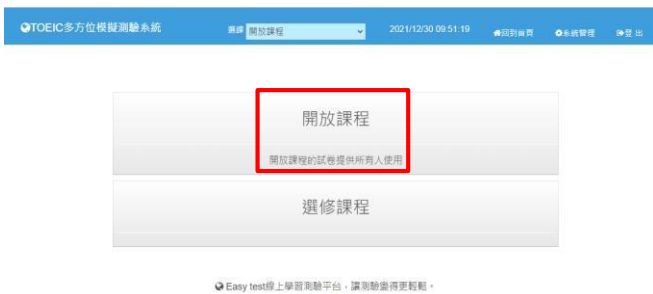 TOEIC多方位模擬測驗系統 選課 開放課程 2021/12/30 09:51:19 回到首頁 系統管理 登出
開放課程
開放課程的試卷提供所有人使用
選修課程
Easy test線上學習測驗平台，讓測驗變得更輕鬆。